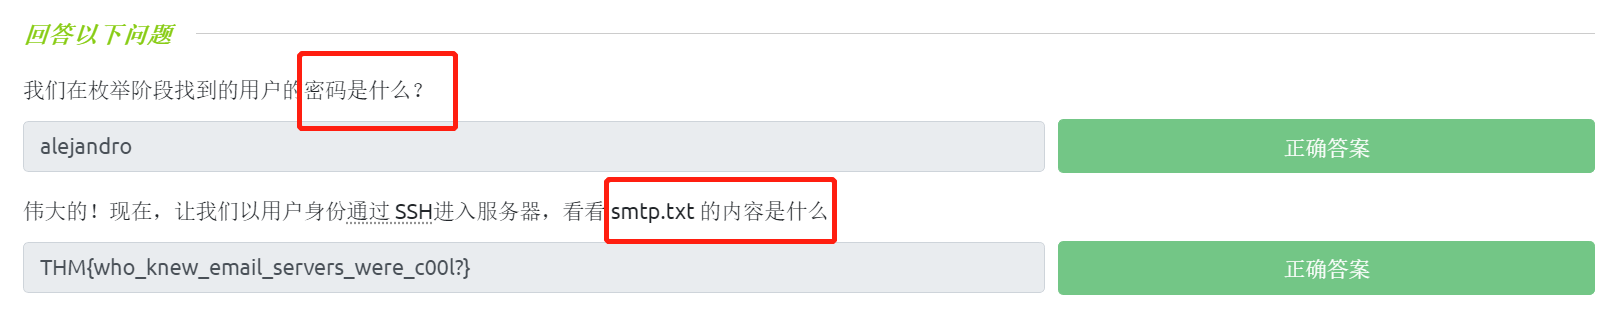 回答以下问题
我们在枚举阶段找到的用户的密码是什么？
alejandro
正确答案
伟大的！现在，让我们以用户身份通过 SSH进入服务器，看看 smtp.txt 的内容是什么
THM{who_knew_email_servers_were_c00l?}
正确答案